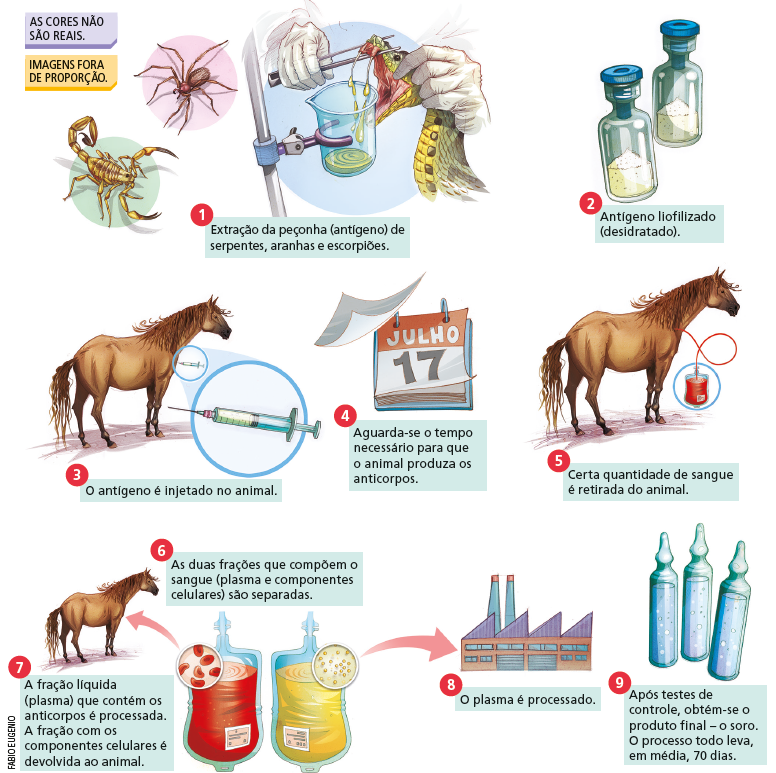 AS CORES NÃO
SÃO REAIS.
IMAGENS FORA
DE PROPORÇÃO.
1
Extração da peçonha (antígeno) de
serpentes, aranhas e escorpiões.
2
Antígeno liofilizado
(desidratado).
3
O antígeno é injetado no animal.
JULHO
17
4
Aguarda-se o tempo
necessário para que
o animal produza os
anticorpos.
5
Certa quantidade de sangue
é retirada do animal.
6
As duas frações que compõem o
sangue (plasma e componentes
celulares) são separadas.
7
A fração líquida
(plasma) que contém os
anticorpos é processada.
A fração com os
componentes celulares é
devolvida ao animal.
8
O plasma é processado.
9
Após testes de
controle, obtém-se o
produto final – o soro.
O processo todo leva,
em média, 70 dias.
FABIO EUGENIO